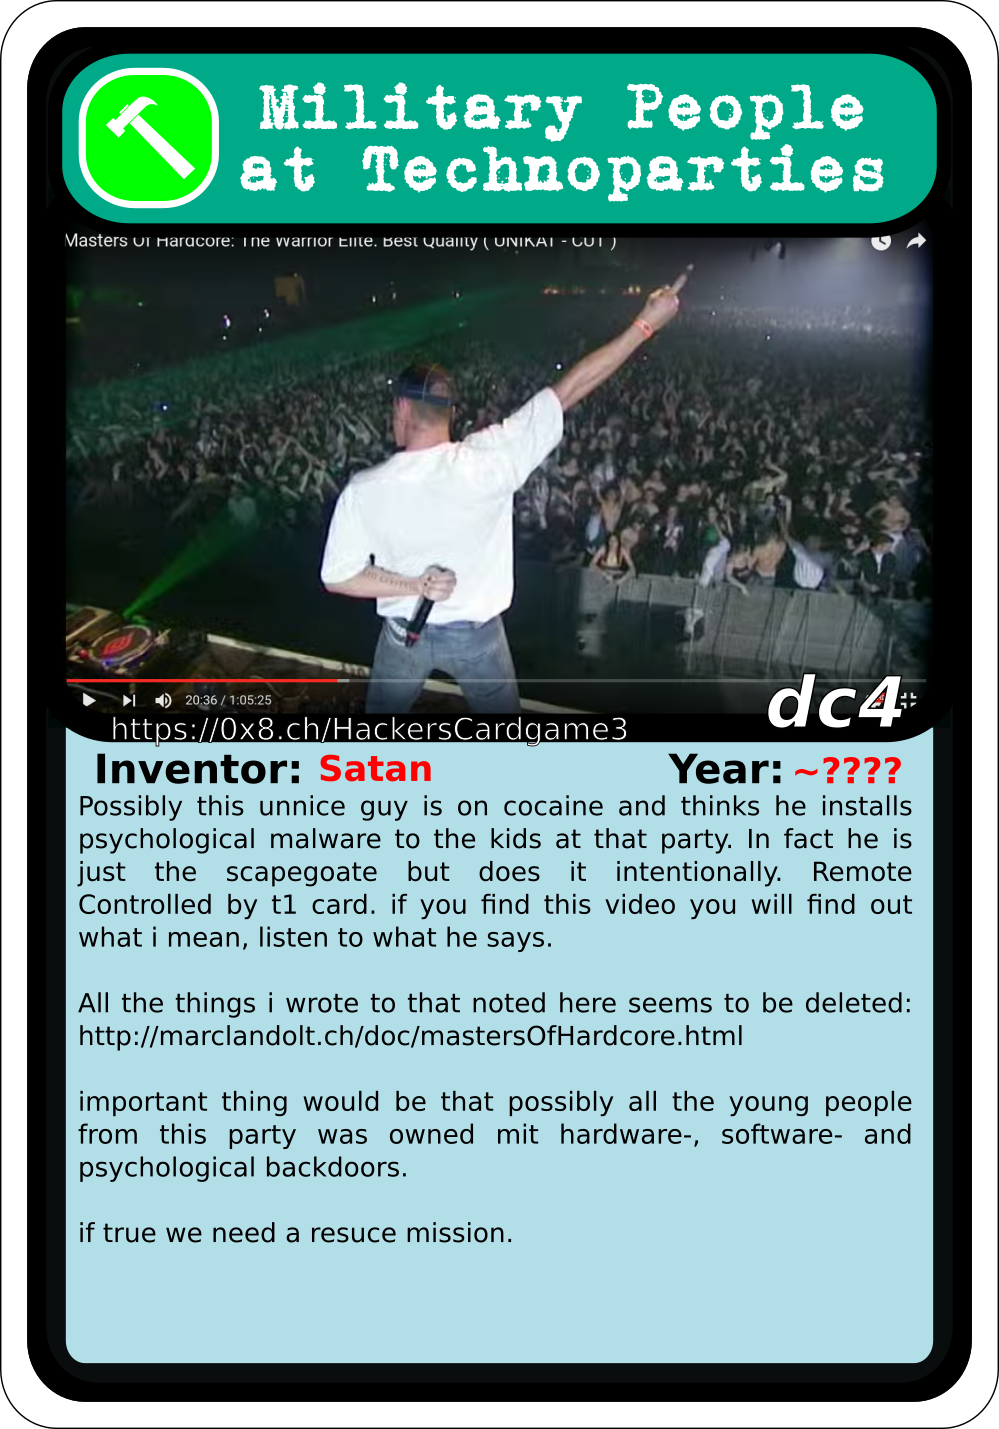 Military People
at Technoparties
Masters Of Hardcore: The Warrior Elite. Best Quality ( UNIKAT - CUT )
20:36 / 1:05:25
dc4
https://0x8.ch/HackersCardgame3
Inventor: Satan Year: ~????
Possibly this unnice guy is on cocaine and thinks he installs
psychological malware to the kids at that party. In fact he is
just the scapegoate but does it intentionally. Remote
Controlled by t1 card. if you find this video you will find out
what i mean, listen to what he says.
All the things i wrote to that noted here seems to be deleted:
http://marclandolt.ch/doc/mastersOfHardcore.html
important thing would be that possibly all the young people
from this party was owned mit hardware-, software- and
psychological backdoors.
if true we need a resuce mission.